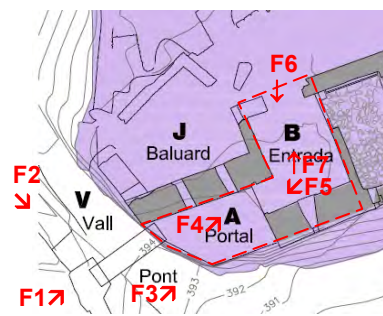 F6
J
Baluard
B
Entrada
F7
F5
F2
V
Vall
F4
A
Portal
394
Pont
F1
F3
393
392
391